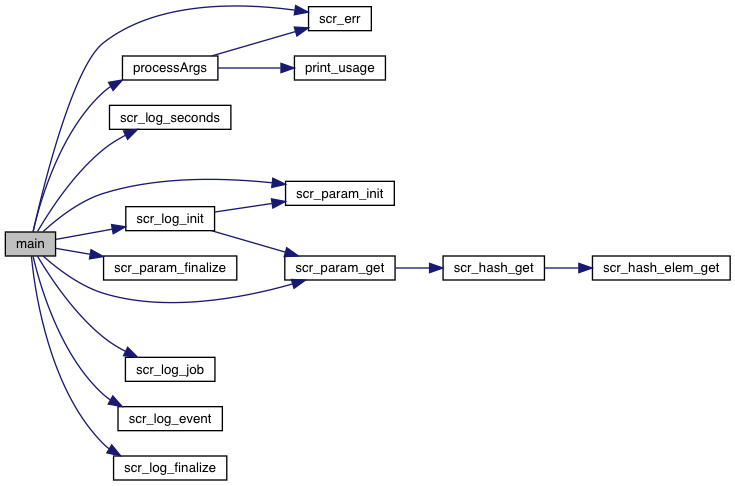 scr_err
processArgs
print_usage
scr_log_seconds
scr_param_init
scr_log_init
main
scr_param_finalize
scr_param_get
scr_hash_get
scr_hash_elem_get
scr_log_job
scr_log_event
scr_log_finalize